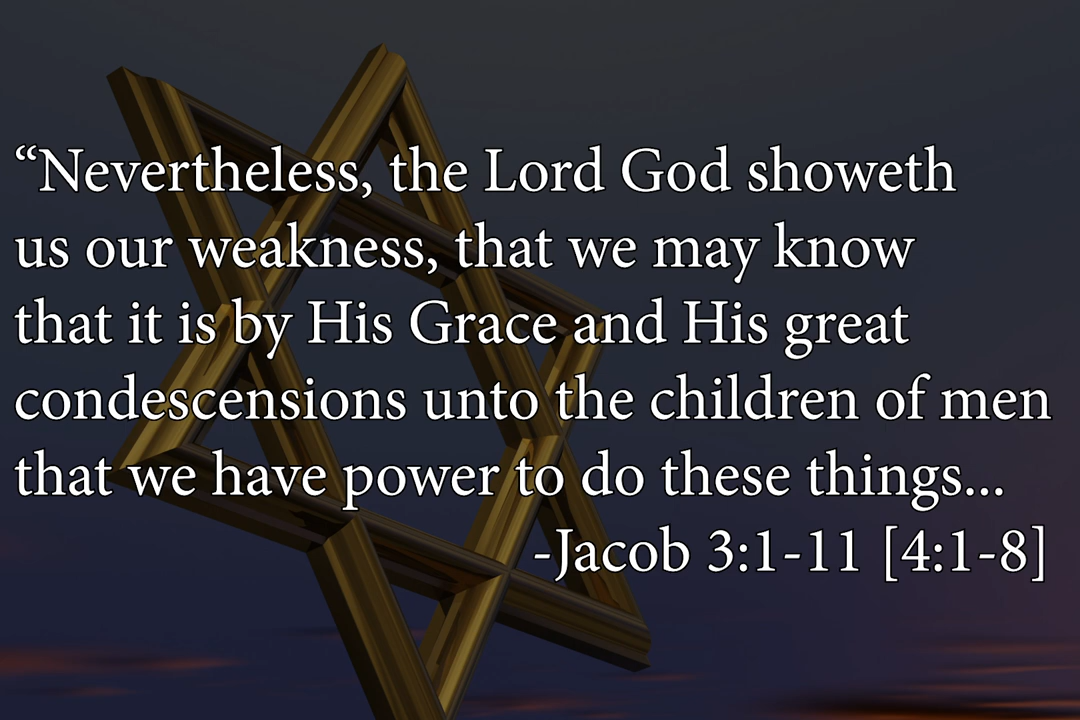 “Nevertheless, the Lord God showeth
us our weakness, that we may know
that it is by His Grace and His great
condescensions unto the children of men
that we have power to do these things...
-Jacob 3:1-11 [4:1-8]